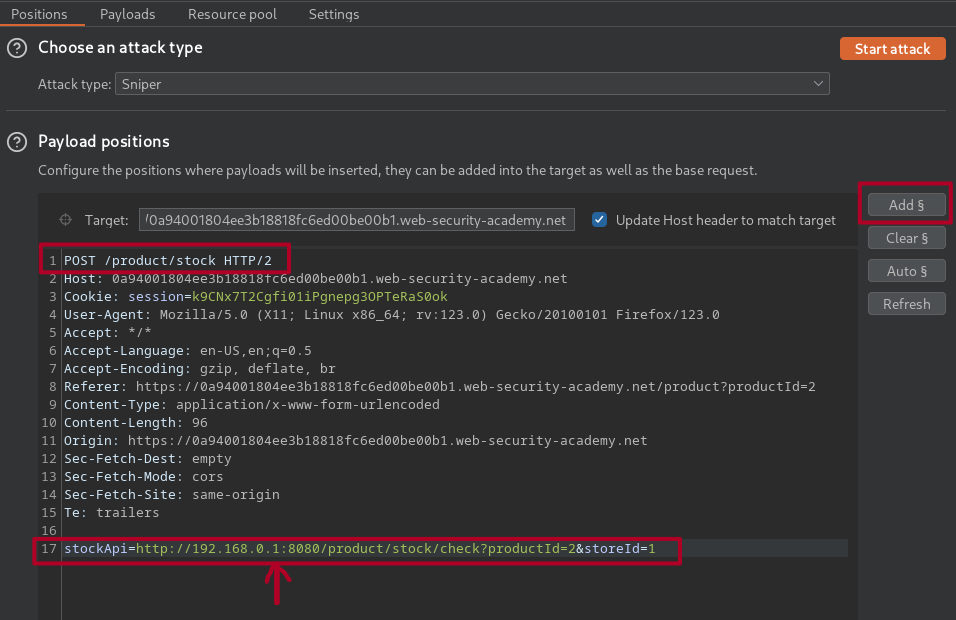 Positions Payloads Resource pool Settings
Choose an attack type
Start attack
Attack type: Sniper
Payload positions
Configure the positions where payloads will be inserted, they can be added into the target as well as the base request.
Target: /0a94001804ee3b18818fc6ed00be00b1.web-security-academy.net Update Host header to match target
Add §
Clear §
Auto §
Refresh
1 POST /product/stock HTTP/2
2 Host: 0a94001804ee3b18818fc6ed00be00b1.web-security-academy.net
3 Cookie: session=k9CNx7T2Cgfi01iPgnepg3OPTeRaS0ok
4 User-Agent: Mozilla/5.0 (X11; Linux x86_64; rv:123.0) Gecko/20100101 Firefox/123.0
5 Accept: */*
6 Accept-Language: en-US,en;q=0.5
7 Accept-Encoding: gzip, deflate, br
8 Referer: https://0a94001804ee3b18818fc6ed00be00b1.web-security-academy.net/product?productId=2
9 Content-Type: application/x-www-form-urlencoded
10 Content-Length: 96
11 Origin: https://0a94001804ee3b18818fc6ed00be00b1.web-security-academy.net
12 Sec-Fetch-Dest: empty
13 Sec-Fetch-Mode: cors
14 Sec-Fetch-Site: same-origin
15 Te: trailers
16
17 stockApi=http://192.168.0.1:8080/product/stock/check?productId=2&storeId=1